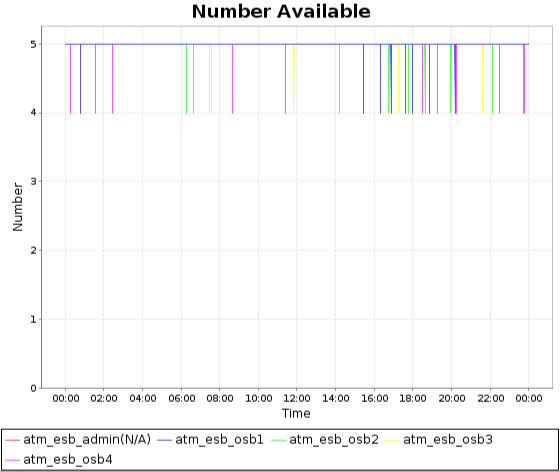 Number Available
5
4
3
2
1
0
Number
00:00 02:00 04:00 06:00 08:00 10:00 12:00 14:00 16:00 18:00 20:00 22:00 00:00
Time
atm_esb_admin(N/A) atm_esb_osb1 atm_esb_osb2 atm_esb_osb3
atm_esb_osb4